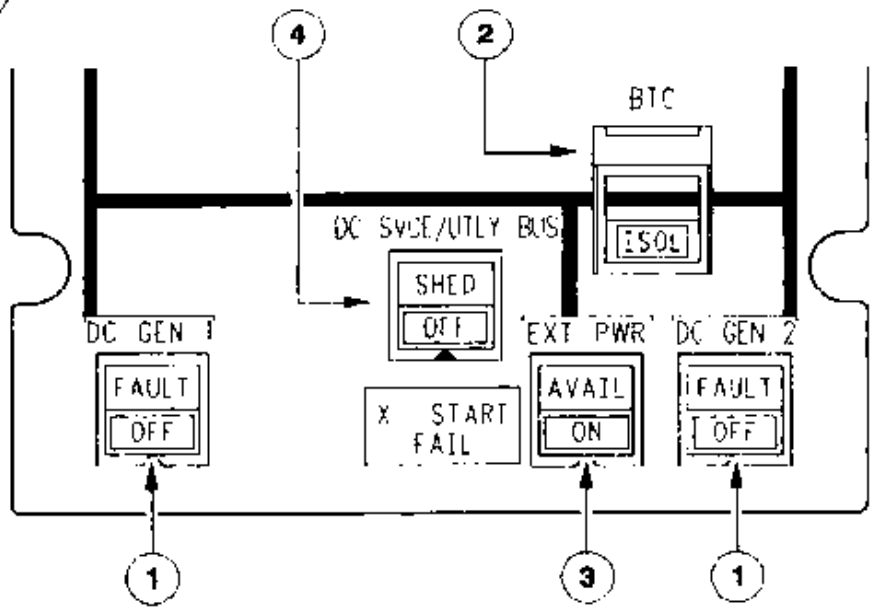 4
2
BTC
DC SVCE/UTLY BUS
ISOL
SHED
OFF
DC GEN 1
EXT PWR
DC GEN 2
FAULT
OFF
X START
FAIL
AVAIL
ON
FAULT
OFF
1
3
1